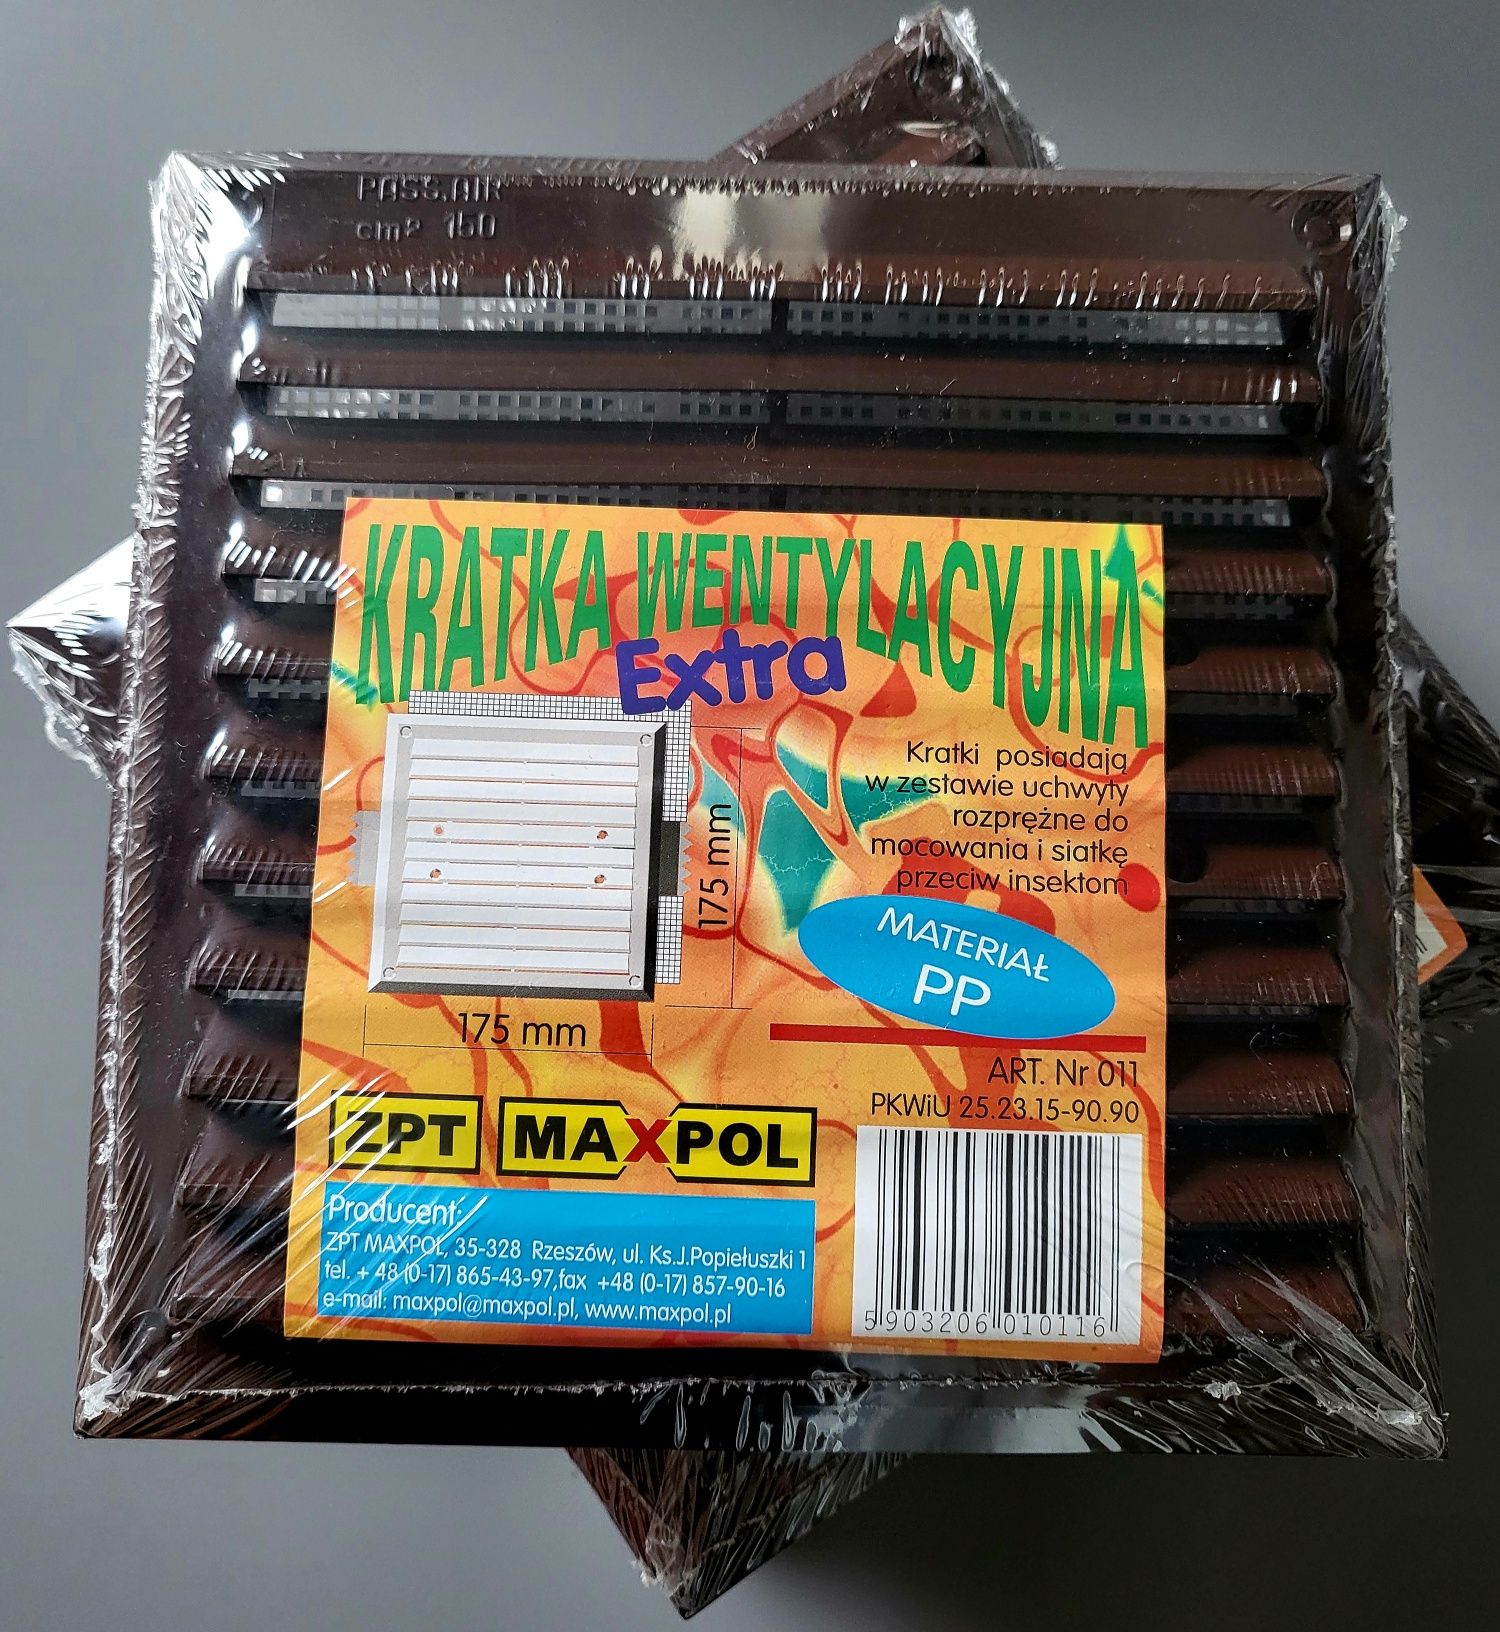 PASS.AIR
cm² 150
KRATKA WENTYLACYJNA
Extra
Kratki posiadają
w zestawie uchwyty
rozprężne do
mocowania i siatkę
przeciw insektom
175 mm
175 mm
MATERIAŁ
PP
ART. Nr 011
PKWiU 25.23.15-90.90
ZPT MAXPOL
Producent:
ZPT MAXPOL, 35-328 Rzeszów, ul. Ks.J.Popiełuszki 1
tel. + 48 (0-17) 865-43-97,fax +48 (0-17) 857-90-16
e-mail: maxpol@maxpol.pl, www.maxpol.pl
5 903206 010116